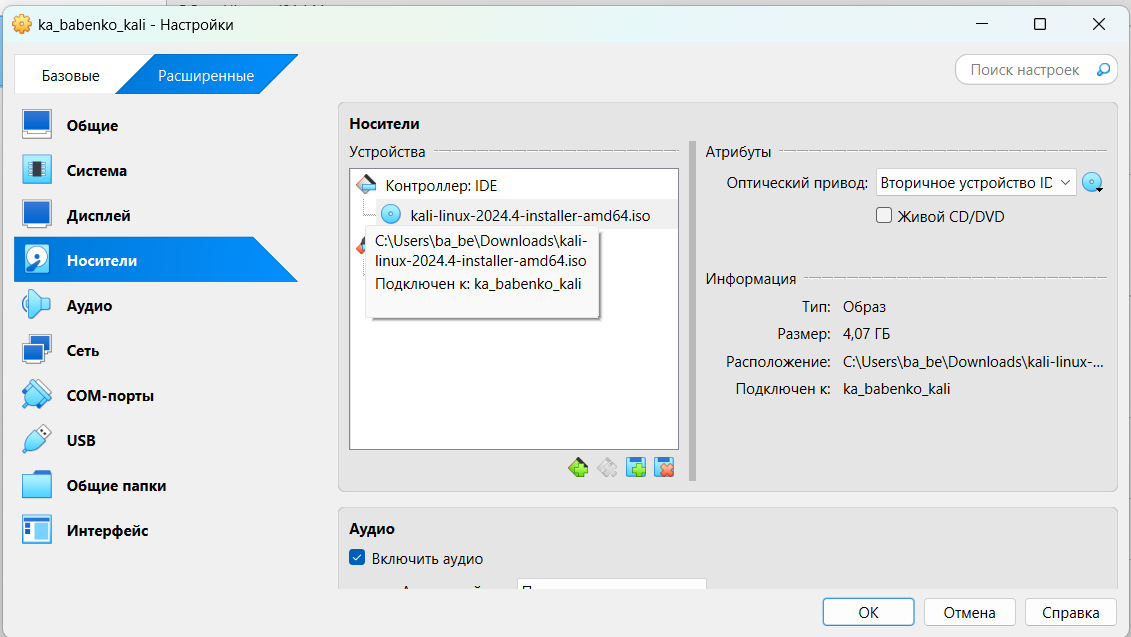 ka_babenko_kali - Настройки
Базовые
Расширенные
Поиск настроек
Общие
Система
Дисплей
Носители
Аудио
Сеть
COM-порты
USB
Общие папки
Интерфейс
Носители
Устройства
Контроллер: IDE
kali-linux-2024.4-installer-amd64.iso
C:\Users\ba_be\Downloads\kali-
linux-2024.4-installer-amd64.iso
Подключен к: ka_babenko_kali
Атрибуты
Оптический привод: Вторичное устройство ID
Живой CD/DVD
Информация
Тип: Образ
Размер: 4,07 ГБ
Расположение: C:\Users\ba_be\Downloads\kali-linux-...
Подключен к: ka_babenko_kali
Аудио
Включить аудио
OK
Отмена
Справка